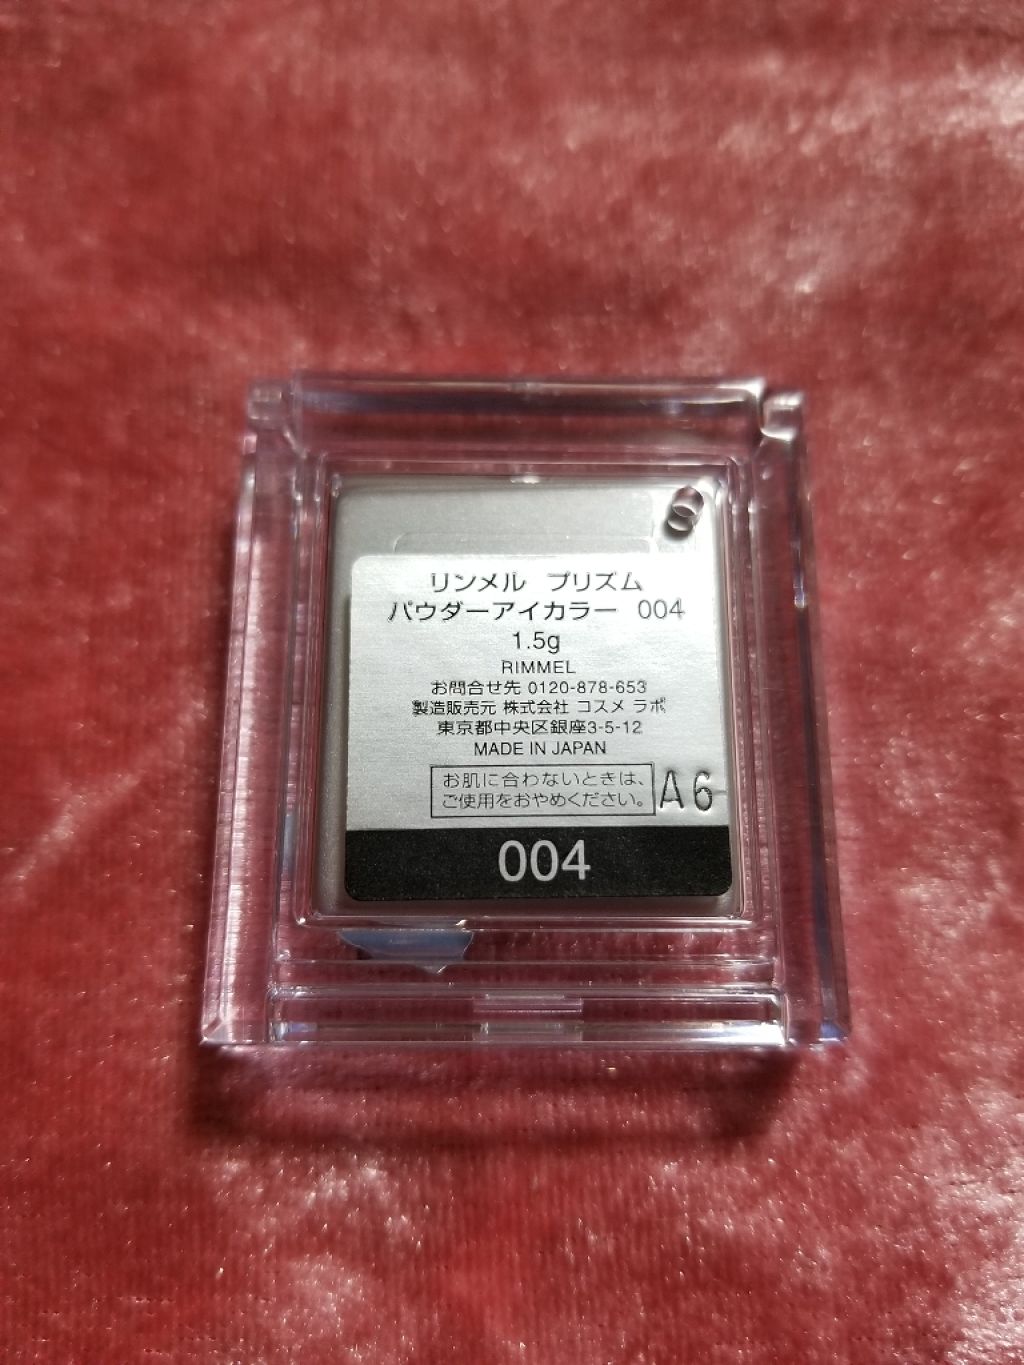 リンメル プリズム
パウダーアイカラー 004
1.5g
RIMMEL
お問合せ先 0120-878-653
製造販売元 株式会社 コスメ ラボ
東京都中央区銀座3-5-12
MADE IN JAPAN
お肌に合わないときは、
ご使用をおやめください。
A6
004